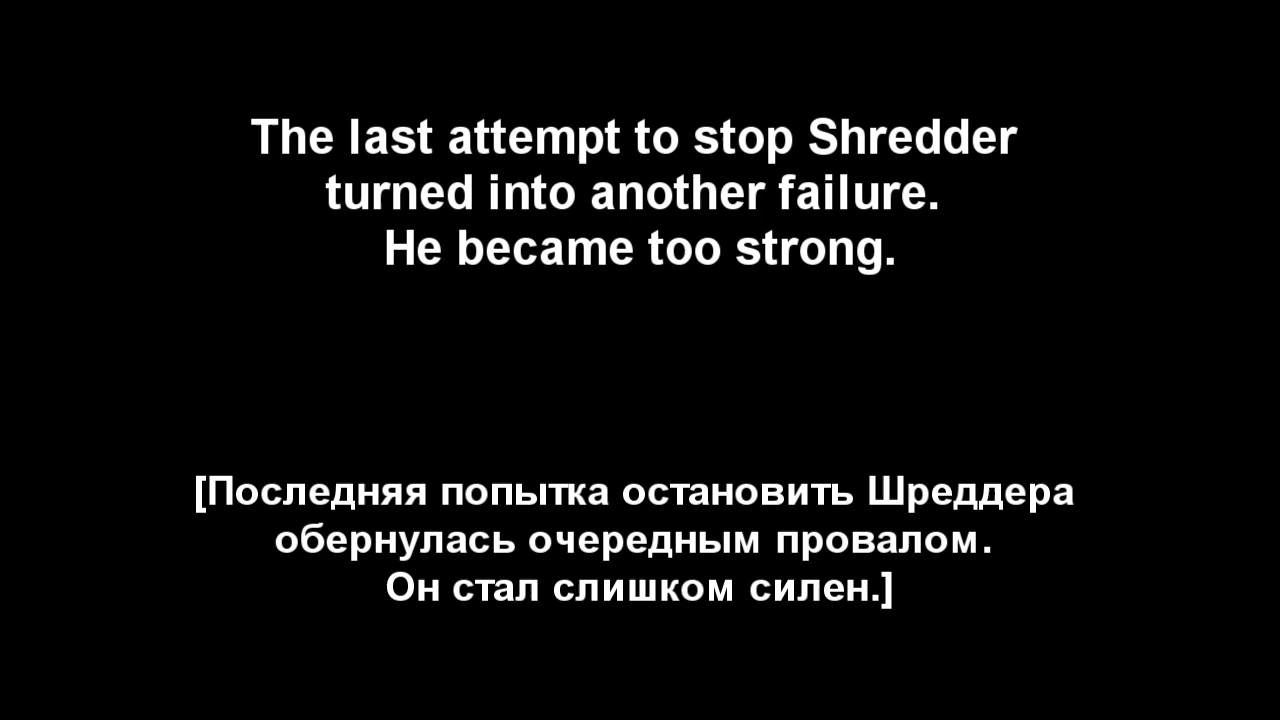 The last attempt to stop Shredder
turned into another failure.
He became too strong.
[Последняя попытка остановить Шреддера
обернулась очередным провалом.
Он стал слишком силен.]